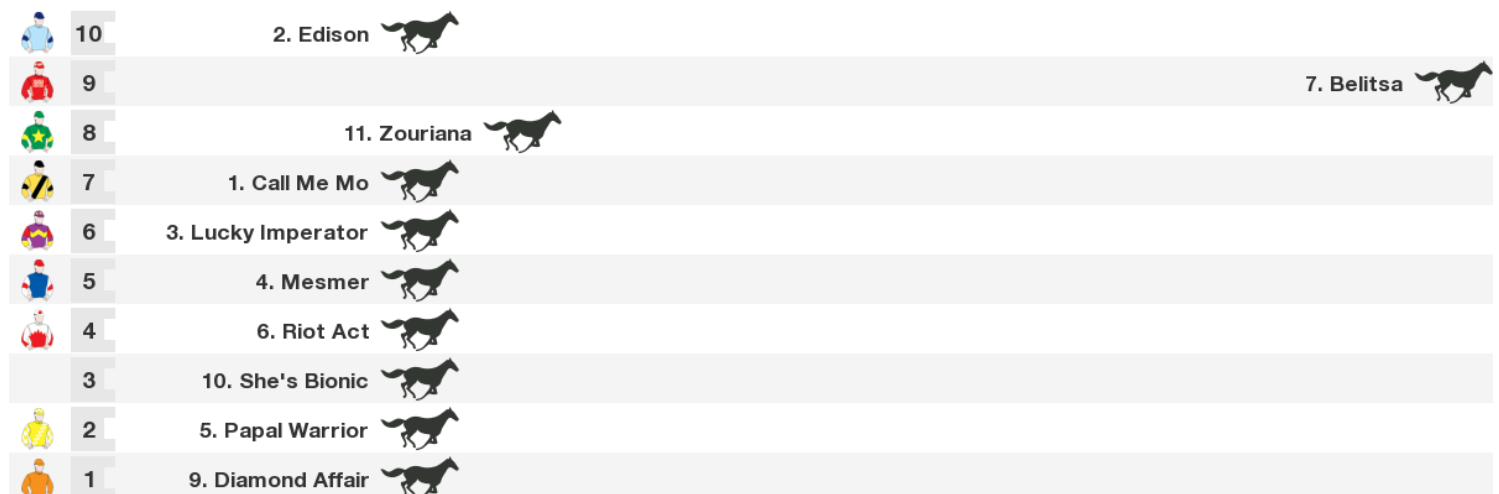 10 2. Edison
9 7. Belitsa
8 11. Zouriana
7 1. Call Me Mo
6 3. Lucky Imperator
5 4. Mesmer
4 6. Riot Act
3 10. She's Bionic
2 5. Papal Warrior
1 9. Diamond Affair